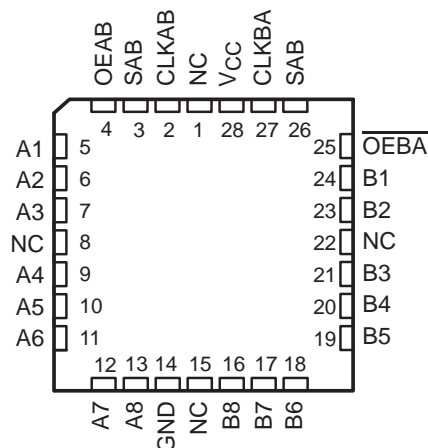 OEAB
SAB
CLKAB
NC
VCC
CLKBA
SAB
4 3 2 1 28 27 26
A1 5 25 OEBA
A2 6 24 B1
A3 7 23 B2
NC 8 22 NC
A4 9 21 B3
A5 10 20 B4
A6 11 19 B5
12 13 14 15 16 17 18
A7
A8
GND
NC
B8
B7
B6